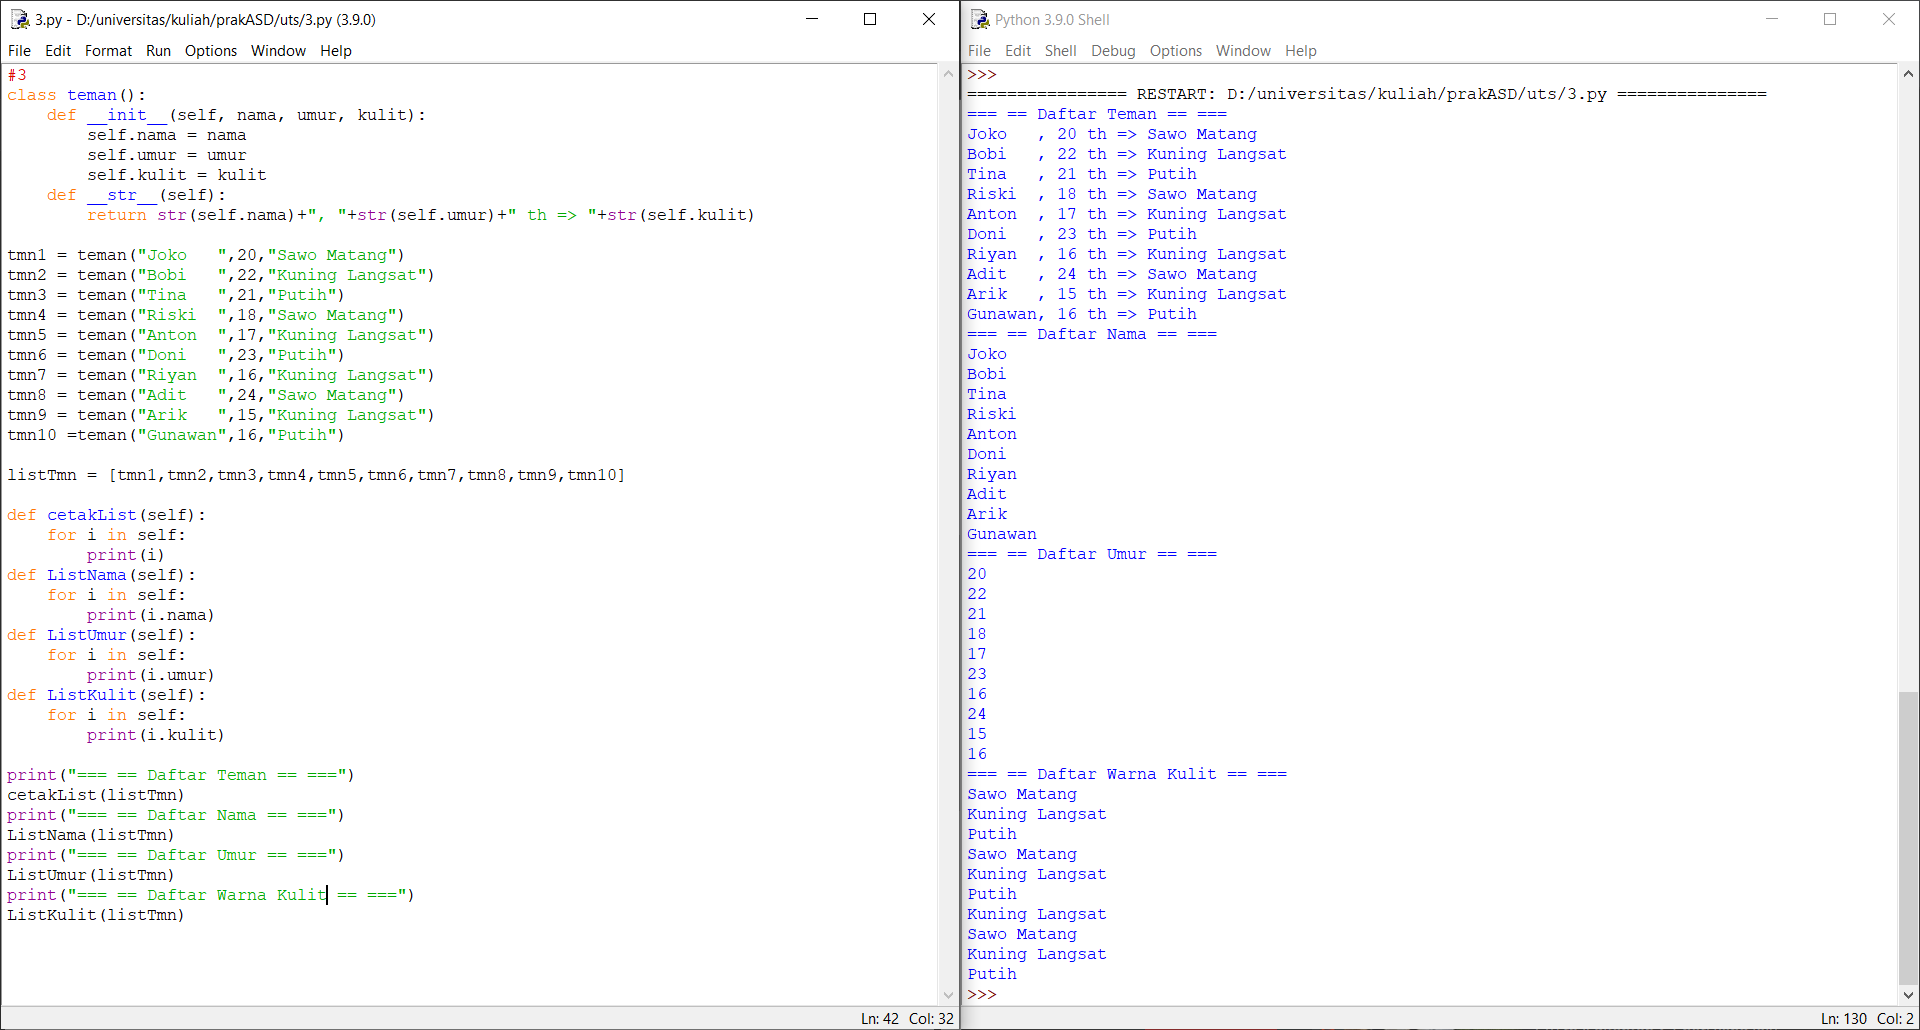 3.py - D:/universitas/kuliah/prakASD/uts/3.py (3.9.0)
File Edit Format Run Options Window Help
#3
class teman():
    def __init__(self, nama, umur, kulit):
        self.nama = nama
        self.umur = umur
        self.kulit = kulit
    def __str__(self):
        return str(self.nama)+", "+str(self.umur)+" th => "+str(self.kulit)

tmn1 = teman("Joko   ",20,"Sawo Matang")
tmn2 = teman("Bobi   ",22,"Kuning Langsat")
tmn3 = teman("Tina   ",21,"Putih")
tmn4 = teman("Riski  ",18,"Sawo Matang")
tmn5 = teman("Anton  ",17,"Kuning Langsat")
tmn6 = teman("Doni   ",23,"Putih")
tmn7 = teman("Riyan  ",16,"Kuning Langsat")
tmn8 = teman("Adit   ",24,"Sawo Matang")
tmn9 = teman("Arik   ",15,"Kuning Langsat")
tmn10 =teman("Gunawan",16,"Putih")

listTmn = [tmn1,tmn2,tmn3,tmn4,tmn5,tmn6,tmn7,tmn8,tmn9,tmn10]

def cetakList(self):
    for i in self:
        print(i)
def ListNama(self):
    for i in self:
        print(i.nama)
def ListUmur(self):
    for i in self:
        print(i.umur)
def ListKulit(self):
    for i in self:
        print(i.kulit)

print("=== == Daftar Teman == ===")
cetakList(listTmn)
print("=== == Daftar Nama == ===")
ListNama(listTmn)
print("=== == Daftar Umur == ===")
ListUmur(listTmn)
print("=== == Daftar Warna Kulit == ===")
ListKulit(listTmn)
Ln: 42 Col: 32
Python 3.9.0 Shell
File Edit Shell Debug Options Window Help
>>>
================ RESTART: D:/universitas/kuliah/prakASD/uts/3.py ===============
=== == Daftar Teman == ===
Joko   , 20 th => Sawo Matang
Bobi   , 22 th => Kuning Langsat
Tina   , 21 th => Putih
Riski  , 18 th => Sawo Matang
Anton  , 17 th => Kuning Langsat
Doni   , 23 th => Putih
Riyan  , 16 th => Kuning Langsat
Adit   , 24 th => Sawo Matang
Arik   , 15 th => Kuning Langsat
Gunawan, 16 th => Putih
=== == Daftar Nama == ===
Joko
Bobi
Tina
Riski
Anton
Doni
Riyan
Adit
Arik
Gunawan
=== == Daftar Umur == ===
20
22
21
18
17
23
16
24
15
16
=== == Daftar Warna Kulit == ===
Sawo Matang
Kuning Langsat
Putih
Sawo Matang
Kuning Langsat
Putih
Kuning Langsat
Sawo Matang
Kuning Langsat
Putih
>>>
Ln: 130 Col: 2